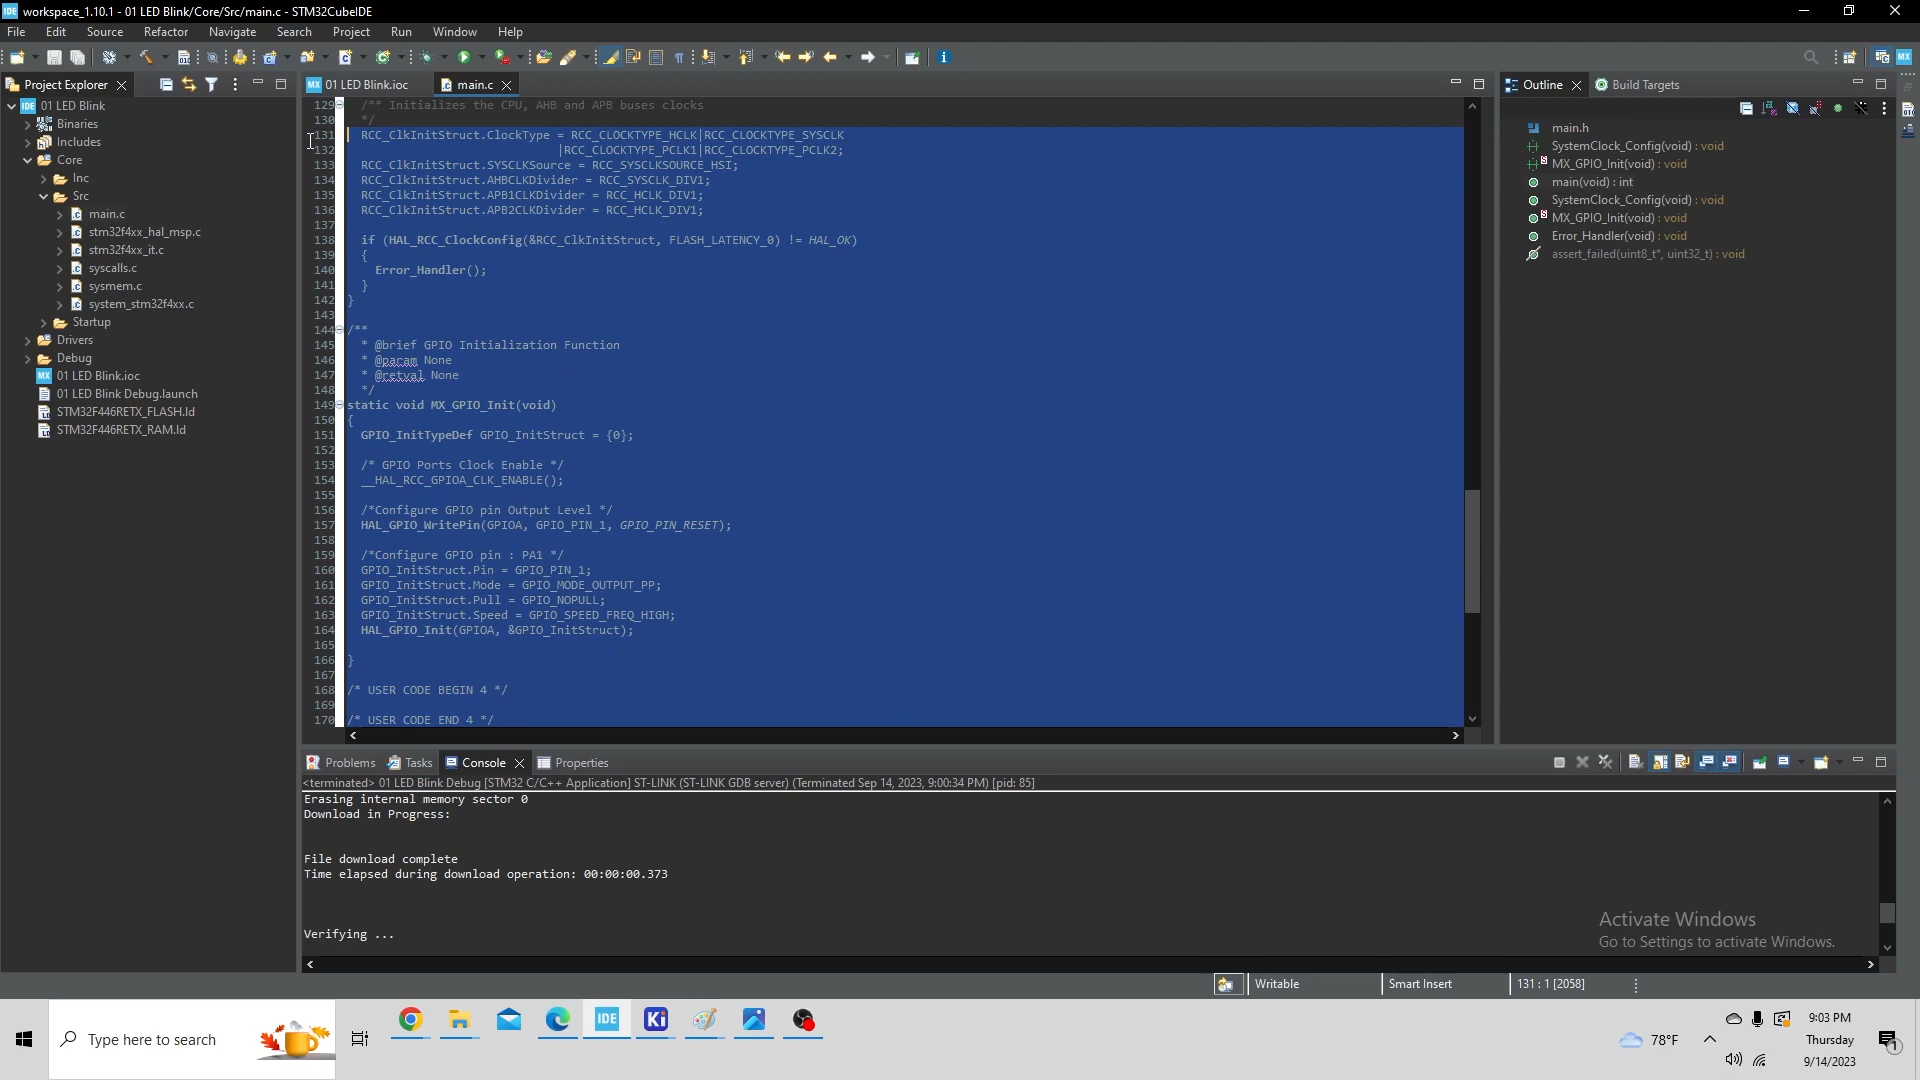 IDE workspace_1.10.1 - 01 LED Blink/Core/Src/main.c - STM32CubeIDE
File Edit Source Refactor Navigate Search Project Run Window Help
Project Explorer
01 LED Blink
Binaries
Includes
Core
Inc
Src
main.c
stm32f4xx_hal_msp.c
stm32f4xx_it.c
syscalls.c
sysmem.c
system_stm32f4xx.c
Startup
Drivers
Debug
01 LED Blink.ioc
01 LED Blink Debug.launch
STM32F446RETX_FLASH.ld
STM32F446RETX_RAM.ld
01 LED Blink.ioc main.c
129 /** Initializes the CPU, AHB and APB buses clocks
130 */
131 RCC_ClkInitStruct.ClockType = RCC_CLOCKTYPE_HCLK|RCC_CLOCKTYPE_SYSCLK
132 |RCC_CLOCKTYPE_PCLK1|RCC_CLOCKTYPE_PCLK2;
133 RCC_ClkInitStruct.SYSCLKSource = RCC_SYSCLKSOURCE_HSI;
134 RCC_ClkInitStruct.AHBCLKDivider = RCC_SYSCLK_DIV1;
135 RCC_ClkInitStruct.APB1CLKDivider = RCC_HCLK_DIV1;
136 RCC_ClkInitStruct.APB2CLKDivider = RCC_HCLK_DIV1;
137
138 if (HAL_RCC_ClockConfig(&RCC_ClkInitStruct, FLASH_LATENCY_0) != HAL_OK)
139 {
140 Error_Handler();
141 }
142 }
143
144 /**
145 * @brief GPIO Initialization Function
146 * @param None
147 * @retval None
148 */
149 static void MX_GPIO_Init(void)
150 {
151 GPIO_InitTypeDef GPIO_InitStruct = {0};
152
153 /* GPIO Ports Clock Enable */
154 __HAL_RCC_GPIOA_CLK_ENABLE();
155
156 /*Configure GPIO pin Output Level */
157 HAL_GPIO_WritePin(GPIOA, GPIO_PIN_1, GPIO_PIN_RESET);
158
159 /*Configure GPIO pin : PA1 */
160 GPIO_InitStruct.Pin = GPIO_PIN_1;
161 GPIO_InitStruct.Mode = GPIO_MODE_OUTPUT_PP;
162 GPIO_InitStruct.Pull = GPIO_NOPULL;
163 GPIO_InitStruct.Speed = GPIO_SPEED_FREQ_HIGH;
164 HAL_GPIO_Init(GPIOA, &GPIO_InitStruct);
165
166 }
167
168 /* USER CODE BEGIN 4 */
169
170 /* USER CODE END 4 */
Outline Build Targets
main.h
SystemClock_Config(void) : void
MX_GPIO_Init(void) : void
main(void) : int
SystemClock_Config(void) : void
MX_GPIO_Init(void) : void
Error_Handler(void) : void
assert_failed(uint8_t*, uint32_t) : void
Problems Tasks Console Properties
<terminated> 01 LED Blink Debug [STM32 C/C++ Application] ST-LINK (ST-LINK GDB server) (Terminated Sep 14, 2023, 9:00:34 PM) [pid: 85]
Erasing internal memory sector 0
Download in Progress:
File download complete
Time elapsed during download operation: 00:00:00.373
Verifying ...
Activate Windows
Go to Settings to activate Windows.
Writable Smart Insert 131 : 1 [2058]
Type here to search
IDE
Ki
78°F
9:03 PM
Thursday
9/14/2023
1